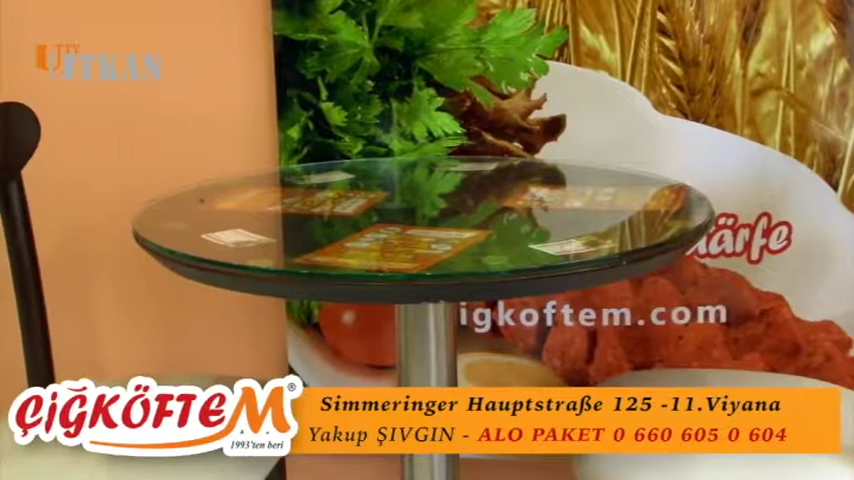 UTV
UTKAN
ärfe
igkoftem.com
ÇİĞKÖFTEM®
1993'ten beri
Simmeringer Hauptstraße 125 -11.Viyana
Yakup ŞIVGIN - ALO PAKET 0 660 605 0 604